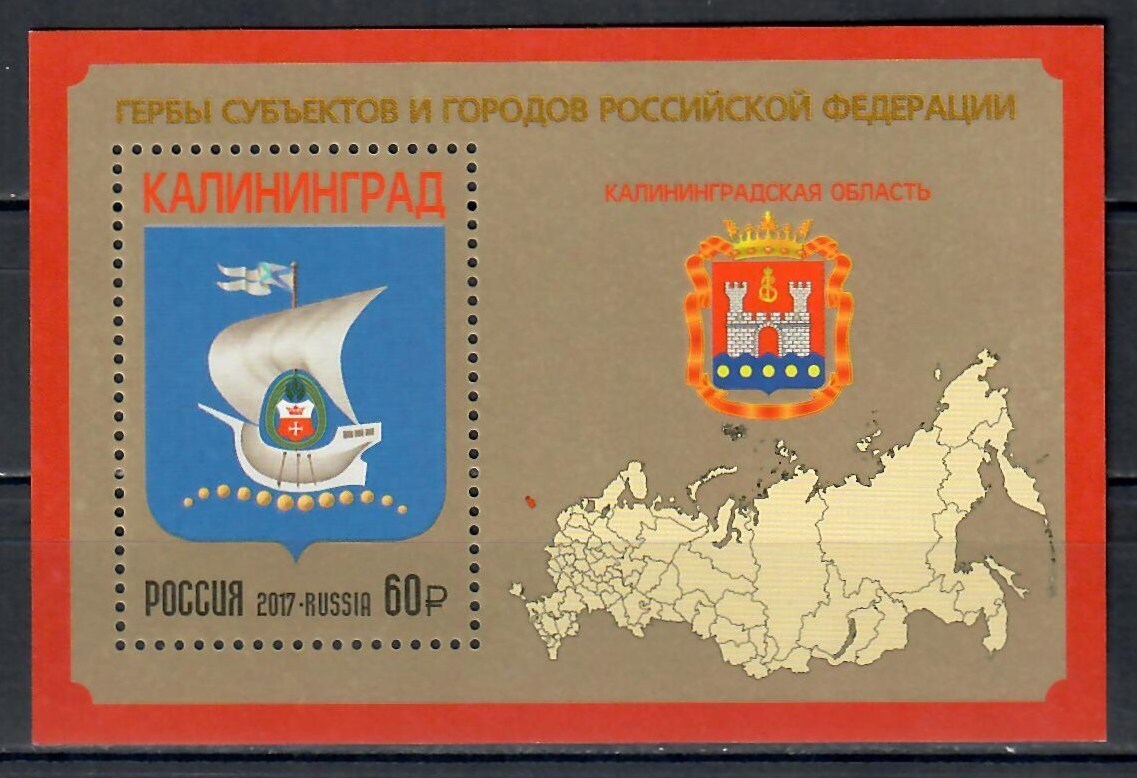 ГЕРБЫ СУБЪЕКТОВ И ГОРОДОВ РОССИЙСКОЙ ФЕДЕРАЦИИ
КАЛИНИНГРАД
РОССИЯ 2017·RUSSIA 60₽
КАЛИНИНГРАДСКАЯ ОБЛАСТЬ